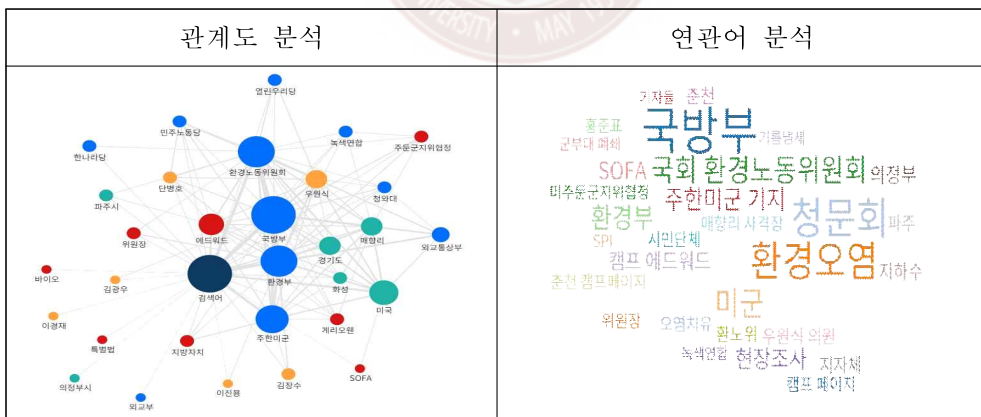 UNIVERSITY • MAY 19
관계도 분석
연관어 분석
열린우리당
민주노동당
녹색연합
주둔군지위협정
한나라당
환경노동위원회
단병호
우원식
청와대
파주시
에드워드
국방부
매향리
위원장
경기도
외교통상부
바이오
환경부
화성
김광우
검색어
미국
이경재
주한미군
게리오웬
특별법
지방자치
의정부시
SOFA
외교부
이진용
김장수
기자들 춘천
홍준표 국방부 기름냄새
군부대 폐쇄
SOFA 국회 환경노동위원회 의정부
미주둔군지위협정 주한미군 기지
환경부 매향리 사격장 청문회 파주
SPI 시민단체
캠프 에드워드 환경오염 지하수
춘천 캠프페이지
미군
위원장 오염치유
환노위 우원식 의원
녹색연합 현장조사 지자체
캠프 페이지